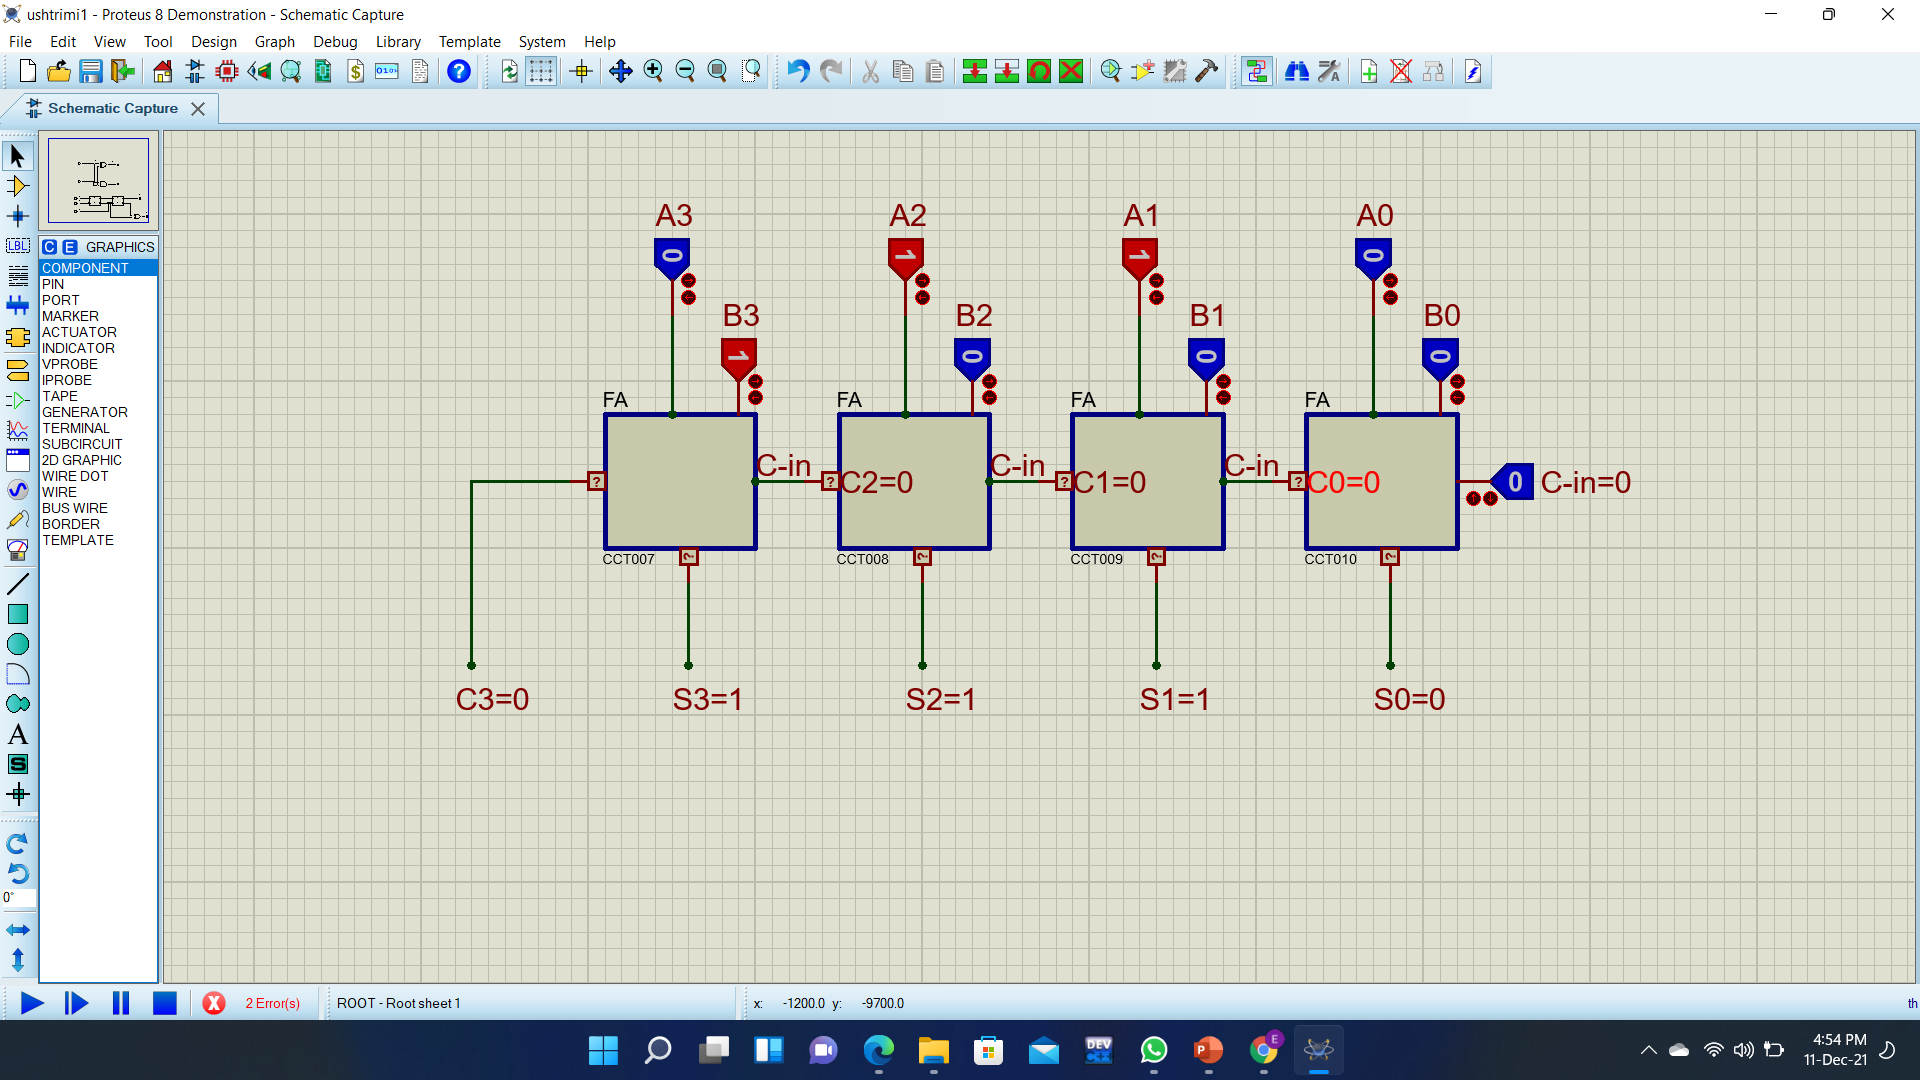 ushtrimi1 - Proteus 8 Demonstration - Schematic Capture
File Edit View Tool Design Graph Debug Library Template System Help
Schematic Capture
C E GRAPHICS
COMPONENT
PIN
PORT
MARKER
ACTUATOR
INDICATOR
VPROBE
IPROBE
TAPE
GENERATOR
TERMINAL
SUBCIRCUIT
2D GRAPHIC
WIRE DOT
WIRE
BUS WIRE
BORDER
TEMPLATE
LBL
A
S
0°
A3 A2 A1 A0
0 1 1 0
B3 B2 B1 B0
1 0 0 0
FA FA FA FA
C-in C-in C-in
? ? C2=0 ? C1=0 ? C0=0 0 C-in=0
? ? ? ?
CCT007 CCT008 CCT009 CCT010
C3=0 S3=1 S2=1 S1=1 S0=0
2 Error(s) ROOT - Root sheet 1 x: -1200.0 y: -9700.0 th
DEV
P
E
4:54 PM
11-Dec-21